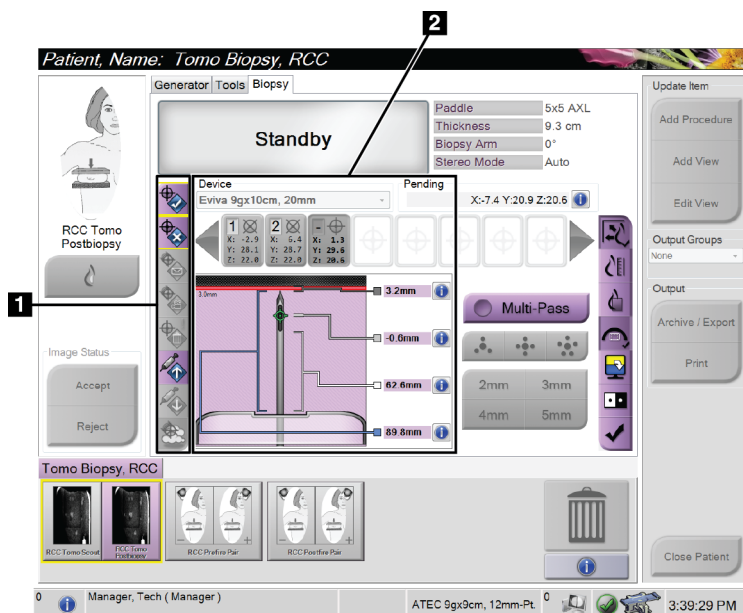 2
Patient, Name: Tomo Biopsy, RCC
Generator Tools Biopsy
Update Item
Standby
Paddle 5x5 AXL
Thickness 9.3 cm
Biopsy Arm 0°
Stereo Mode Auto
Add Procedure
Add View
Edit View
Device Pending
Eviva 9gx10cm, 20mm
X:-7.4 Y:20.9 Z:20.6
RCC Tomo
Postbiopsy
1
X: -2.9
Y: 28.1
Z: 22.0
2
X: 6.4
Y: 28.7
Z: 22.0
-
X: 1.3
Y: 29.6
Z: 20.6
Output Groups
None
Output
Archive / Export
Print
1
3.0mm
3.2mm
-0.6mm
62.6mm
89.8mm
Multi-Pass
2mm 3mm
4mm 5mm
Image Status
Accept
Reject
Tomo Biopsy, RCC
RCC Tomo Scout
RCC Tomo
Postbiopsy
RCC Prefire Pair
RCC Postfire Pair
Close Patient
0 Manager, Tech ( Manager )
ATEC 9gx9cm, 12mm-Pt. 0 3:39:29 PM